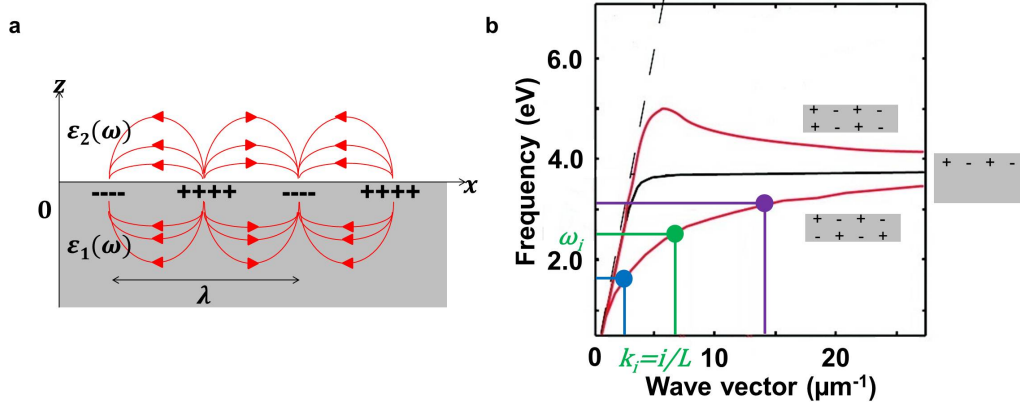 a
z
ε₂(ω)
---- ++++ ---- ++++
x
0
ε₁(ω)
λ
b
Frequency (eV)
6.0
4.0
2.0
ωᵢ
+ - + -
+ - + -
+ - + -
+ - + -
- + - +
0 10 20
kᵢ=i/L
Wave vector (μm⁻¹)